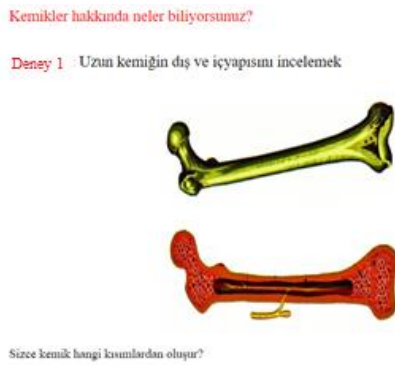 Kemikler hakkında neler biliyorsunuz?
Deney 1 Uzun kemiğin dış ve içyapısını incelemek
Sizce kemik hangi kısımlardan oluşur?